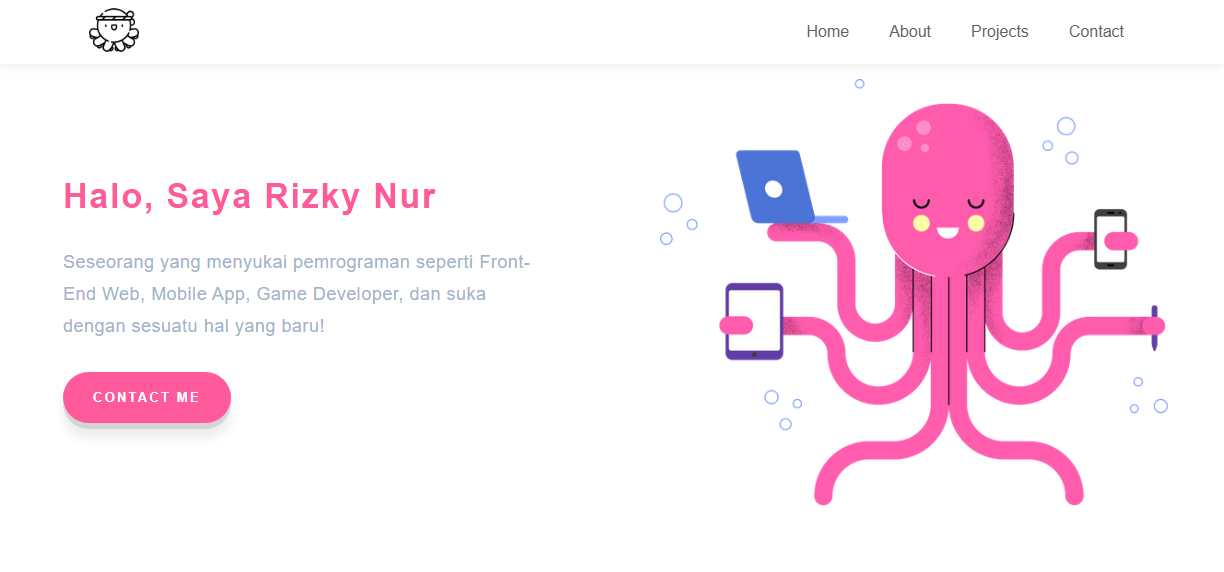 Home
About
Projects
Contact
Halo, Saya Rizky Nur
Seseorang yang menyukai pemrograman seperti Front-
End Web, Mobile App, Game Developer, dan suka
dengan sesuatu hal yang baru!
CONTACT ME